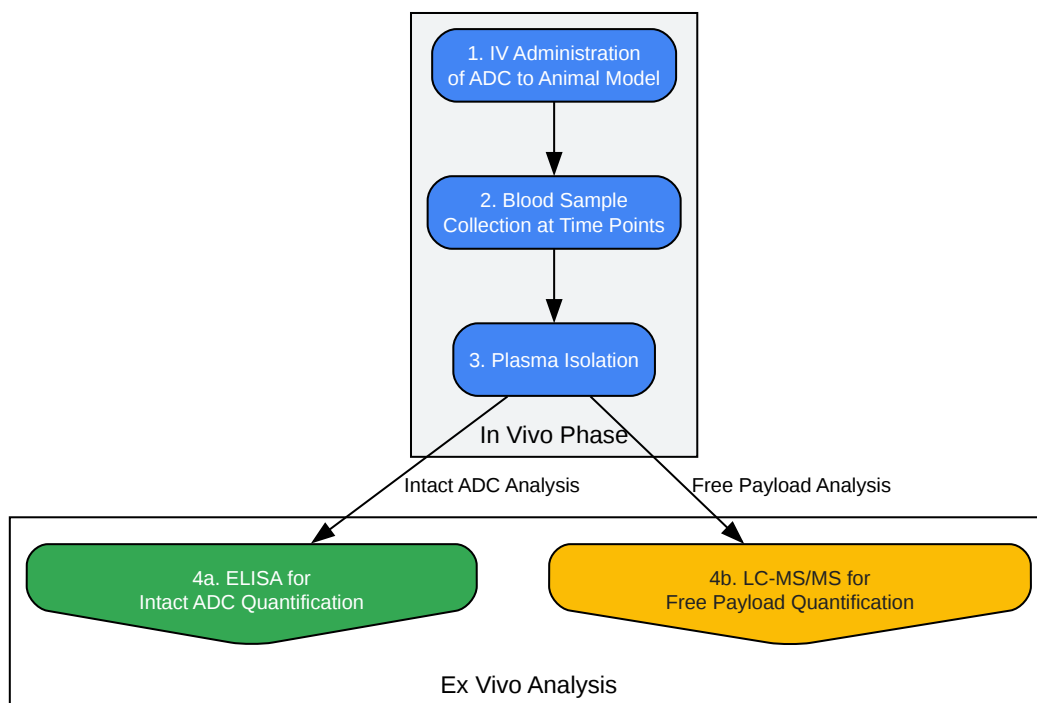 1. IV Administration
of ADC to Animal Model
2. Blood Sample
Collection at Time Points
3. Plasma Isolation
In Vivo Phase
Intact ADC Analysis
Free Payload Analysis
4a. ELISA for
Intact ADC Quantification
4b. LC-MS/MS for
Free Payload Quantification
Ex Vivo Analysis